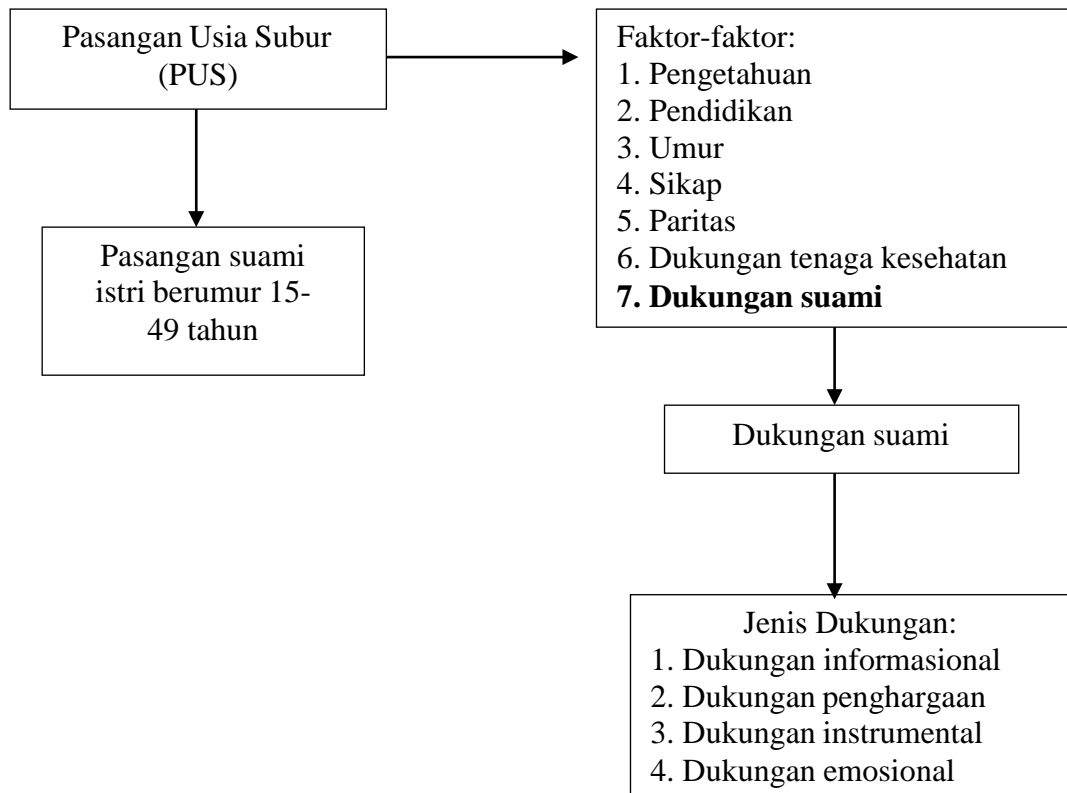 Pasangan Usia Subur
(PUS)
Pasangan suami
istri berumur 15-
49 tahun
Faktor-faktor:
1. Pengetahuan
2. Pendidikan
3. Umur
4. Sikap
5. Paritas
6. Dukungan tenaga kesehatan
7. Dukungan suami
Dukungan suami
Jenis Dukungan:
1. Dukungan informasional
2. Dukungan penghargaan
3. Dukungan instrumental
4. Dukungan emosional